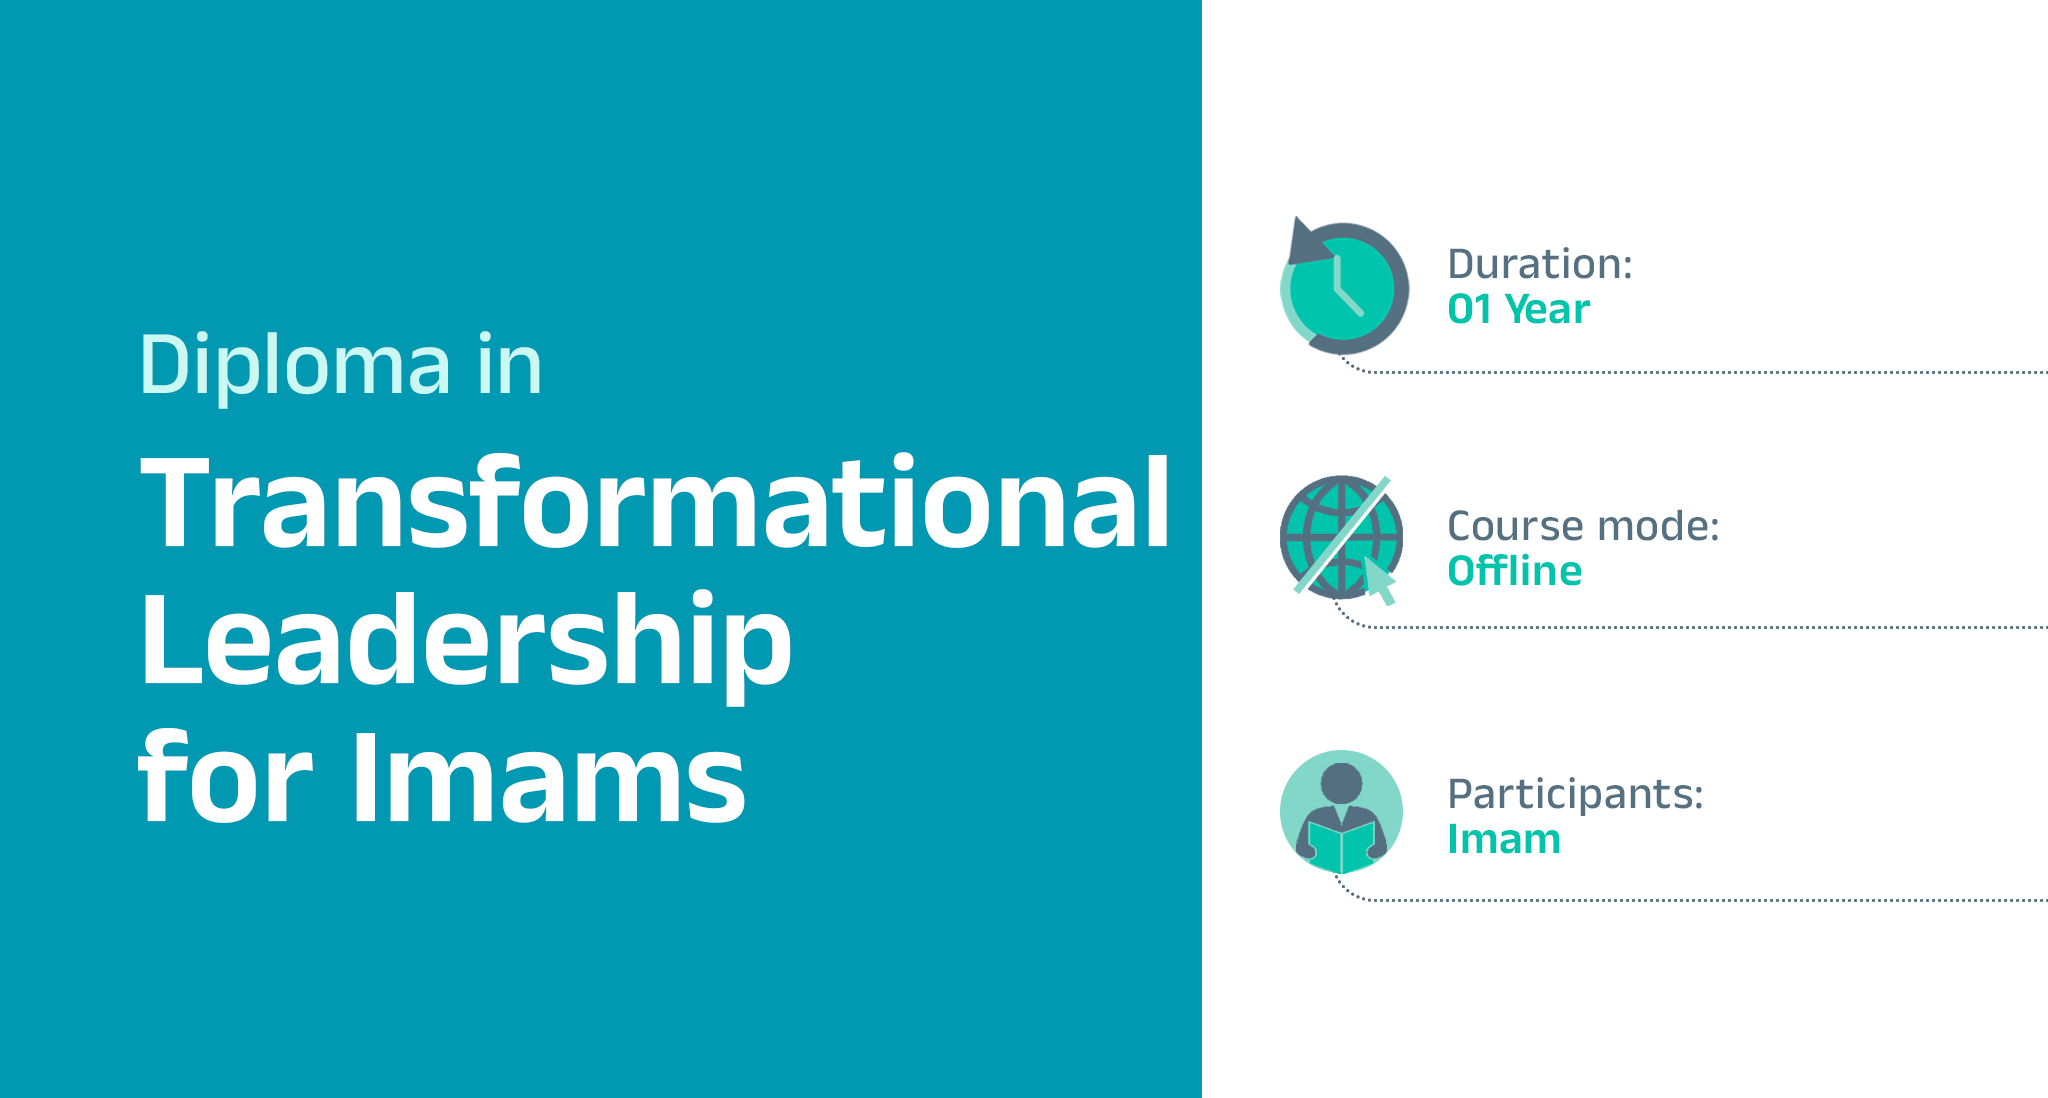 Diploma in
Transformational
Leadership
for Imams
Duration:
01 Year
Course mode:
Offline
Participants:
Imam